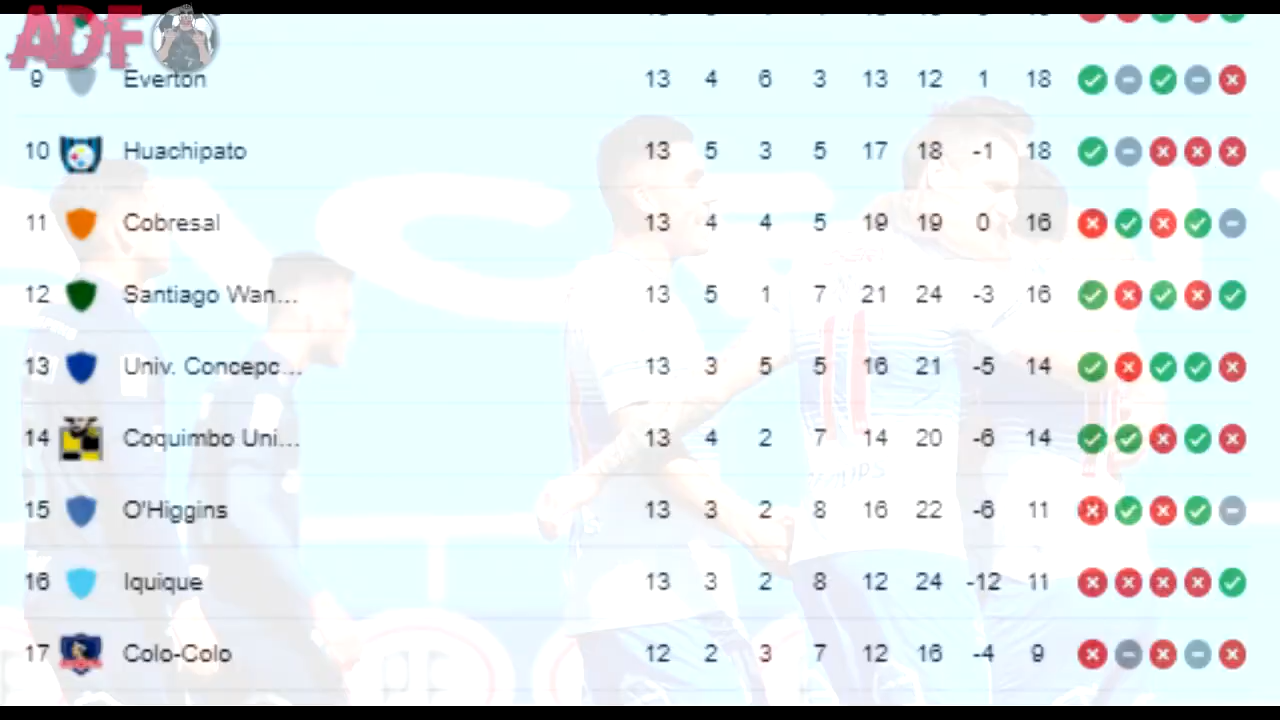 ADF
9 Everton 13 4 6 3 13 12 1 18
10 Huachipato 13 5 3 5 17 18 -1 18
11 Cobresal 13 4 4 5 19 19 0 16
12 Santiago Wan... 13 5 1 7 21 24 -3 16
13 Univ. Concepc... 13 3 5 5 16 21 -5 14
14 Coquimbo Uni... 13 4 2 7 14 20 -6 14
15 O'Higgins 13 3 2 8 16 22 -6 11
16 Iquique 13 3 2 8 12 24 -12 11
17 Colo-Colo 12 2 3 7 12 16 -4 9